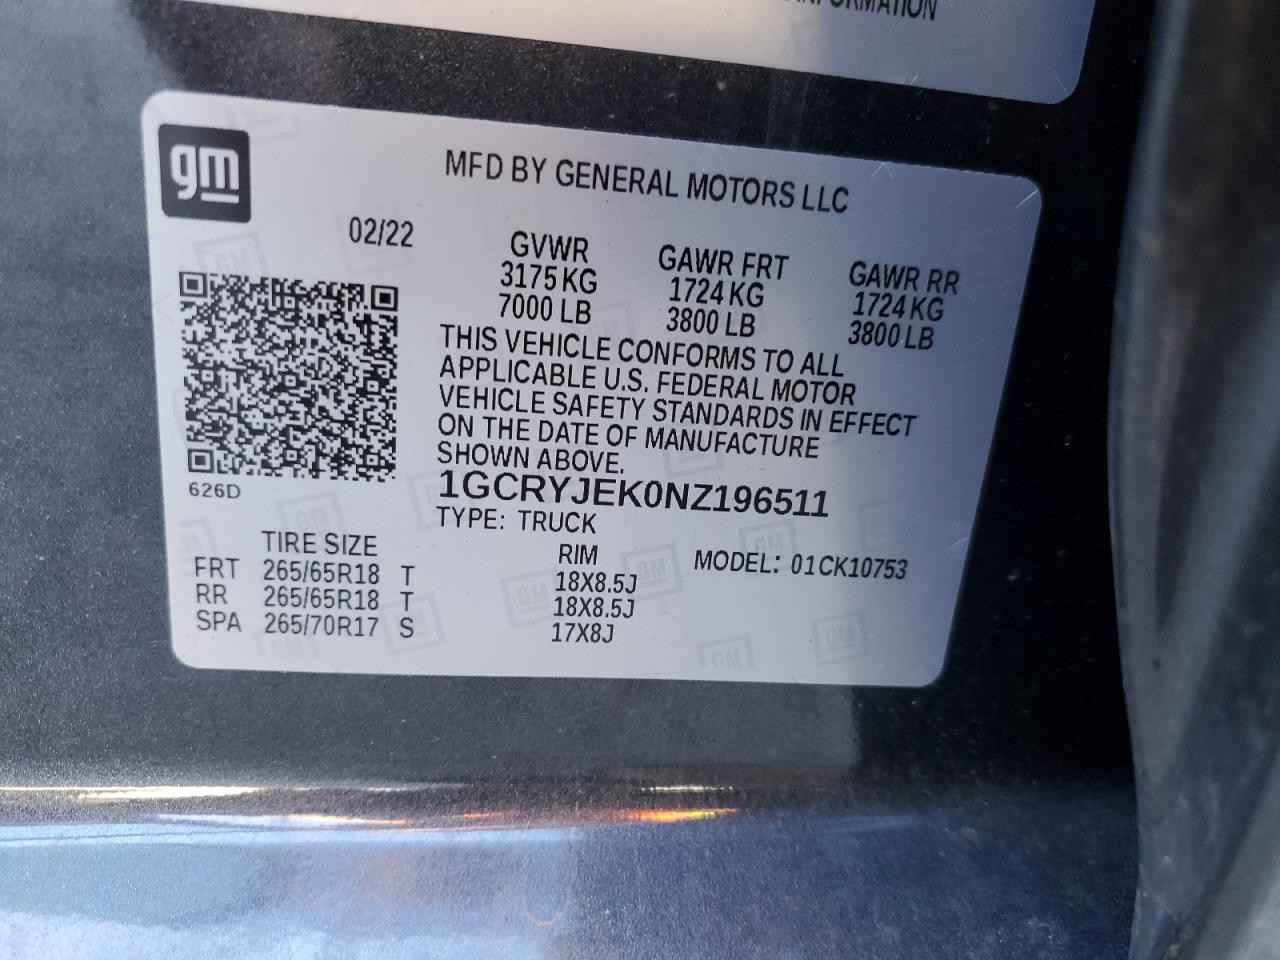 INFORMATION
gm
MFD BY GENERAL MOTORS LLC
02/22
GVWR GAWR FRT GAWR RR
3175 KG 1724 KG 1724 KG
7000 LB 3800 LB 3800 LB
THIS VEHICLE CONFORMS TO ALL
APPLICABLE U.S. FEDERAL MOTOR
VEHICLE SAFETY STANDARDS IN EFFECT
ON THE DATE OF MANUFACTURE
SHOWN ABOVE.
626D
1GCRYJEK0NZ196511
TYPE: TRUCK
TIRE SIZE RIM MODEL: 01CK10753
FRT 265/65R18 T 18X8.5J
RR 265/65R18 T 18X8.5J
SPA 265/70R17 S 17X8J